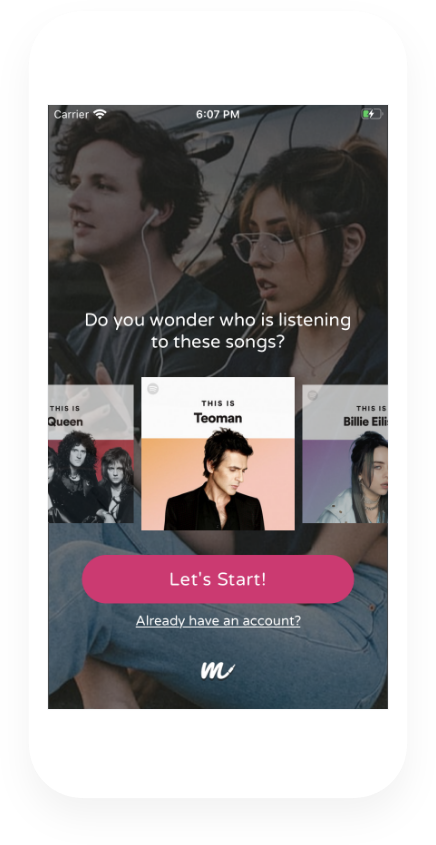 Carrier
6:07 PM
Do you wonder who is listening
to these songs?
THIS IS
Queen
THIS IS
Teoman
THIS IS
Billie Eili
Let's Start!
Already have an account?
m